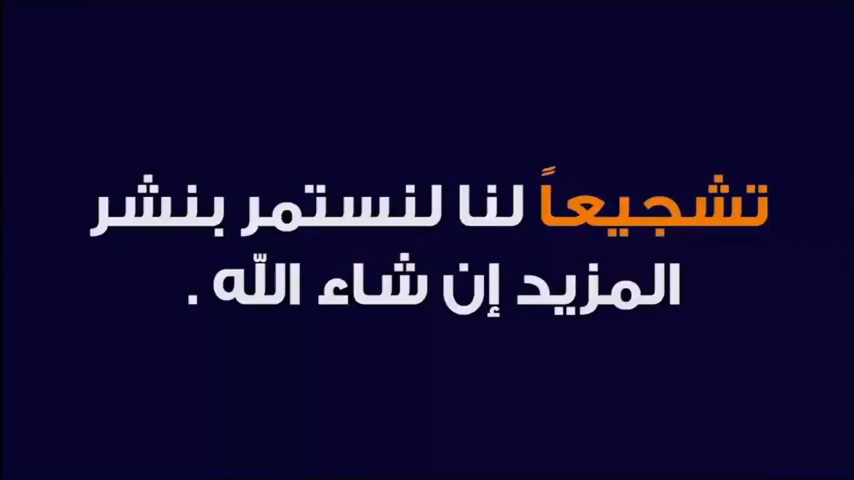 تشجيعاً لنا لنستمر بنشر
المزيد إن شاء الله .